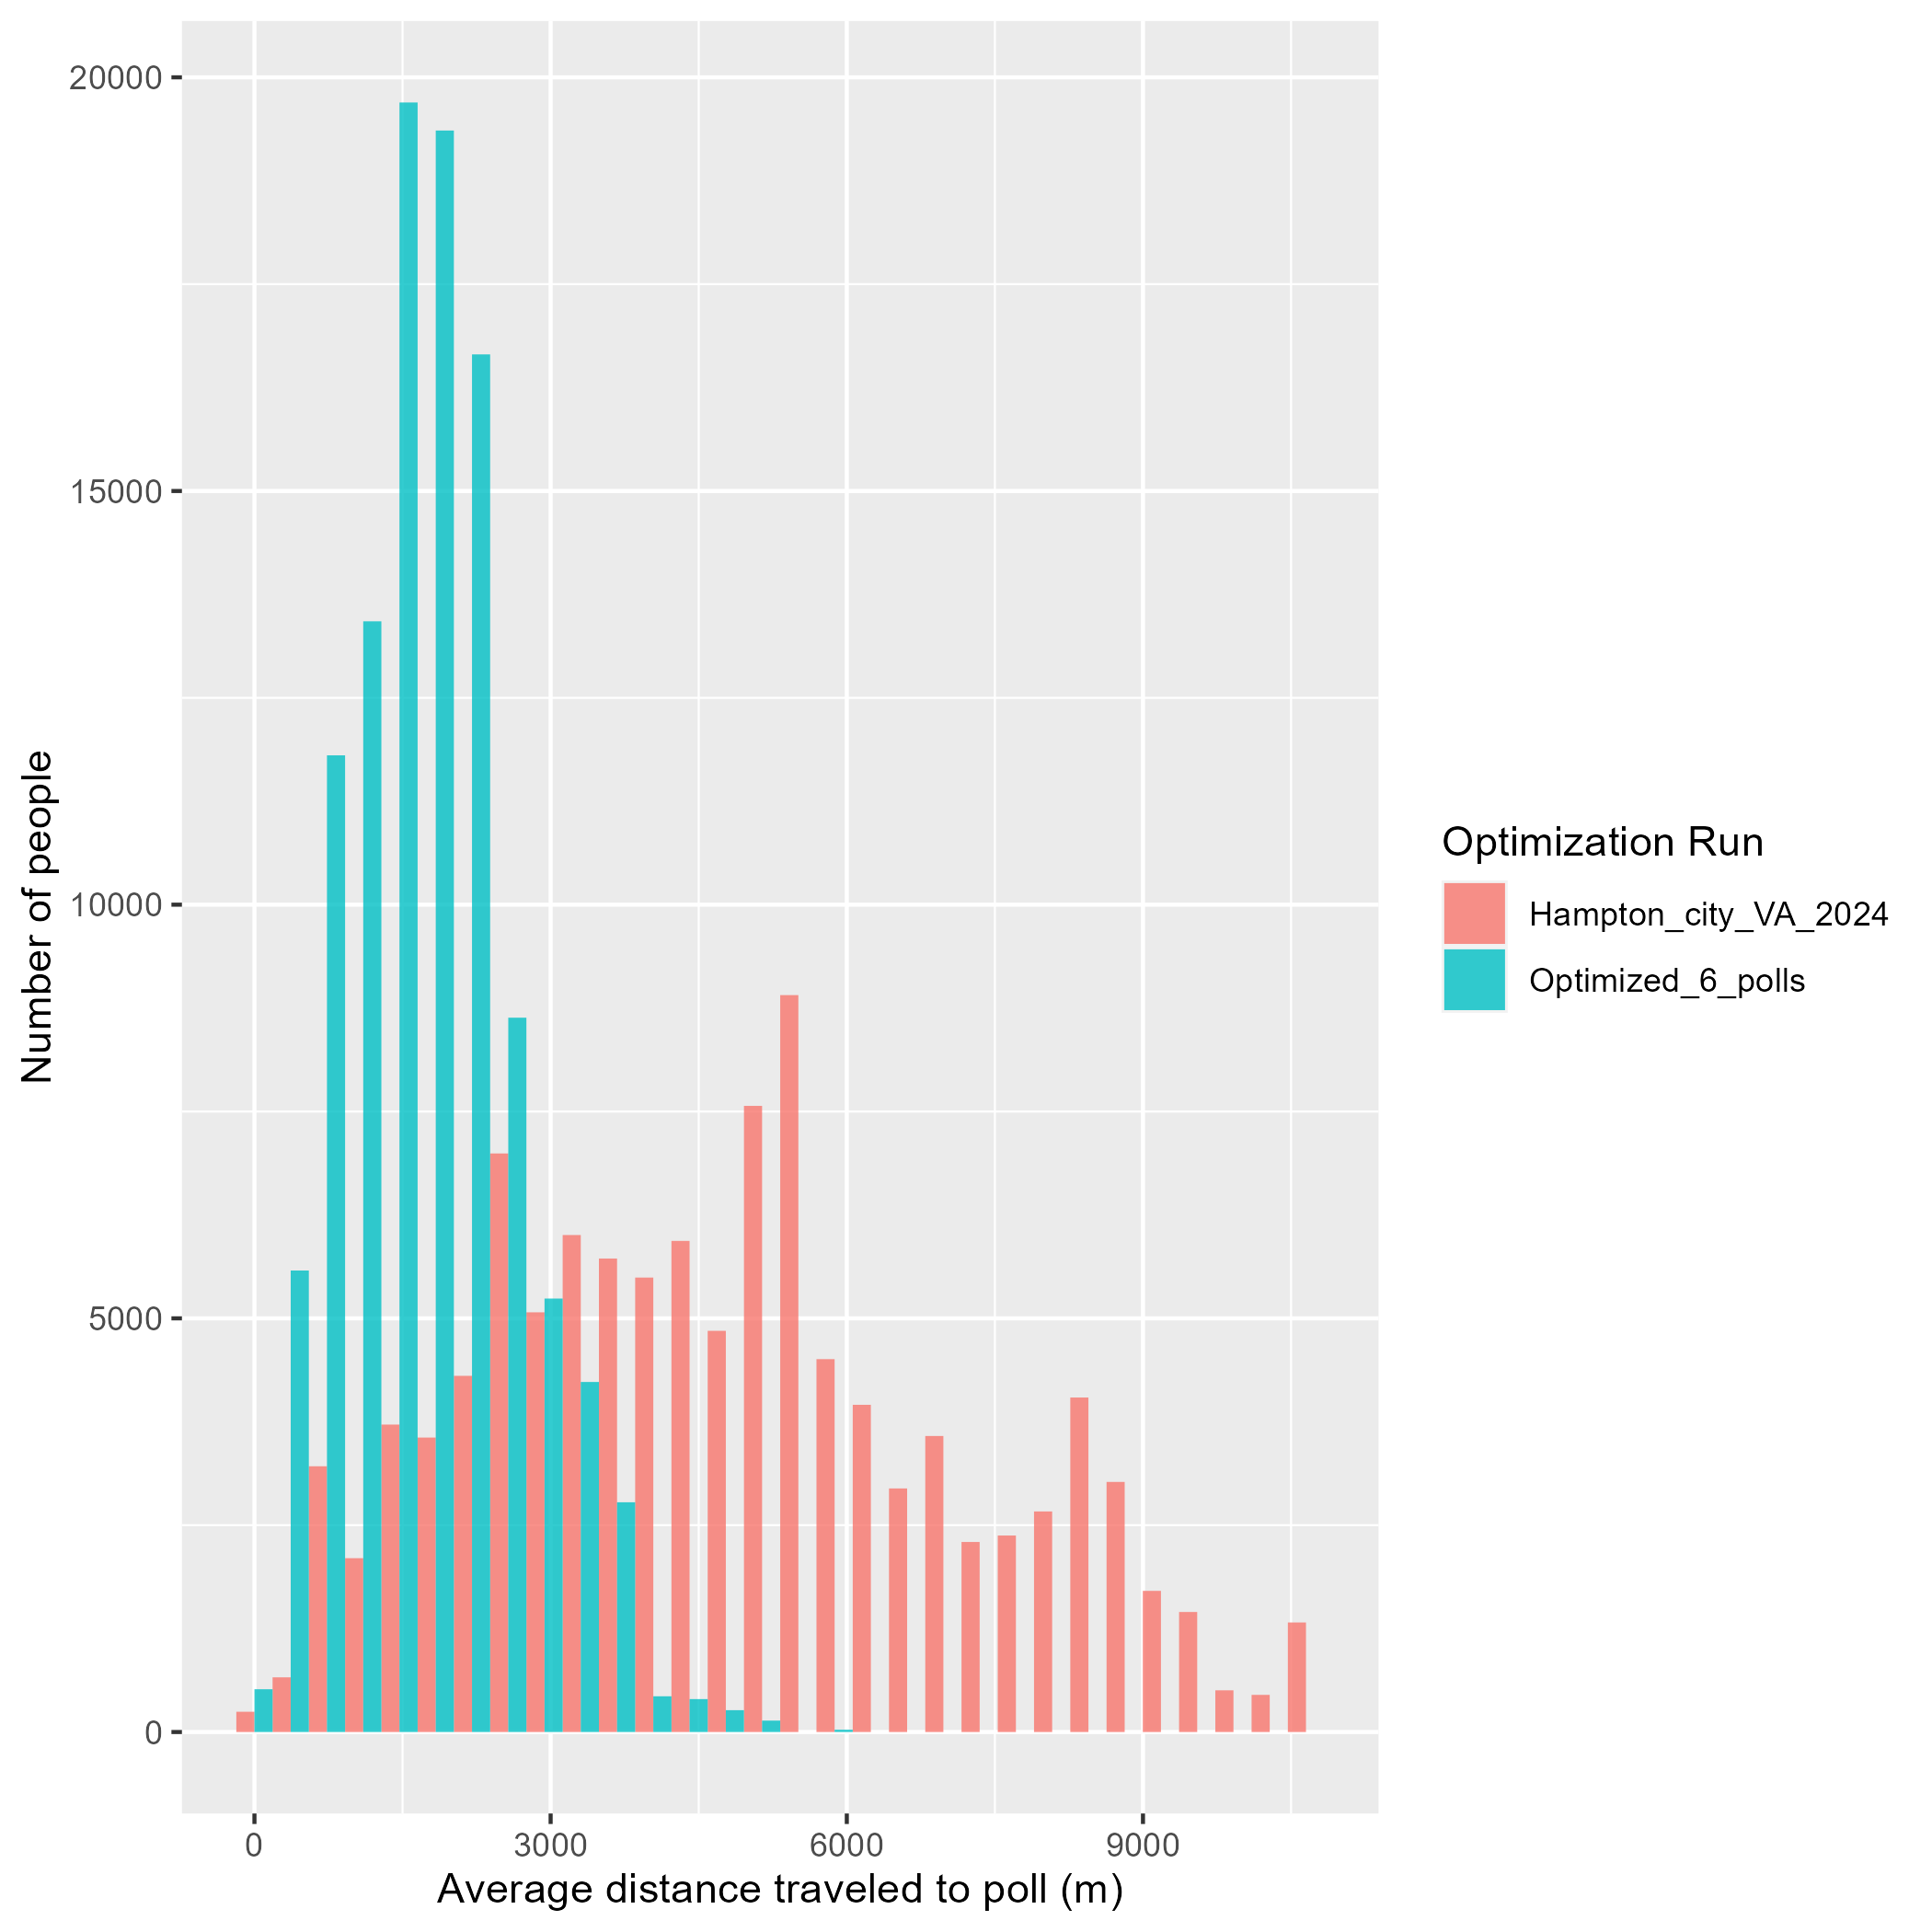 20000
15000
10000
5000
0
Number of people
0 3000 6000 9000
Average distance traveled to poll (m)
Optimization Run
Hampton_city_VA_2024
Optimized_6_polls